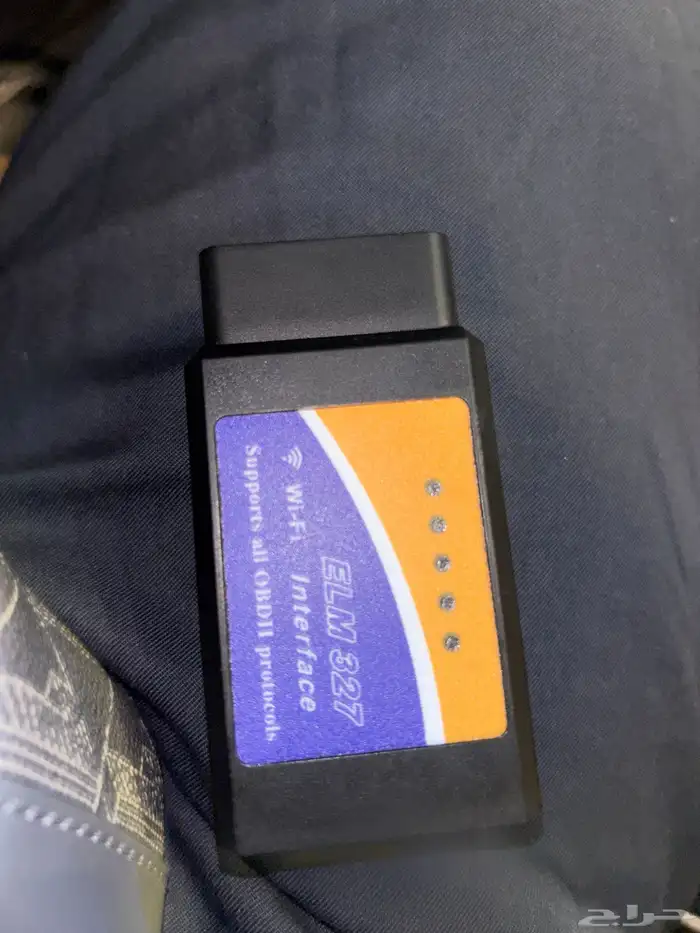 ELM 327
Wi-Fi Interface
Supports all OBDII protocols
حراج